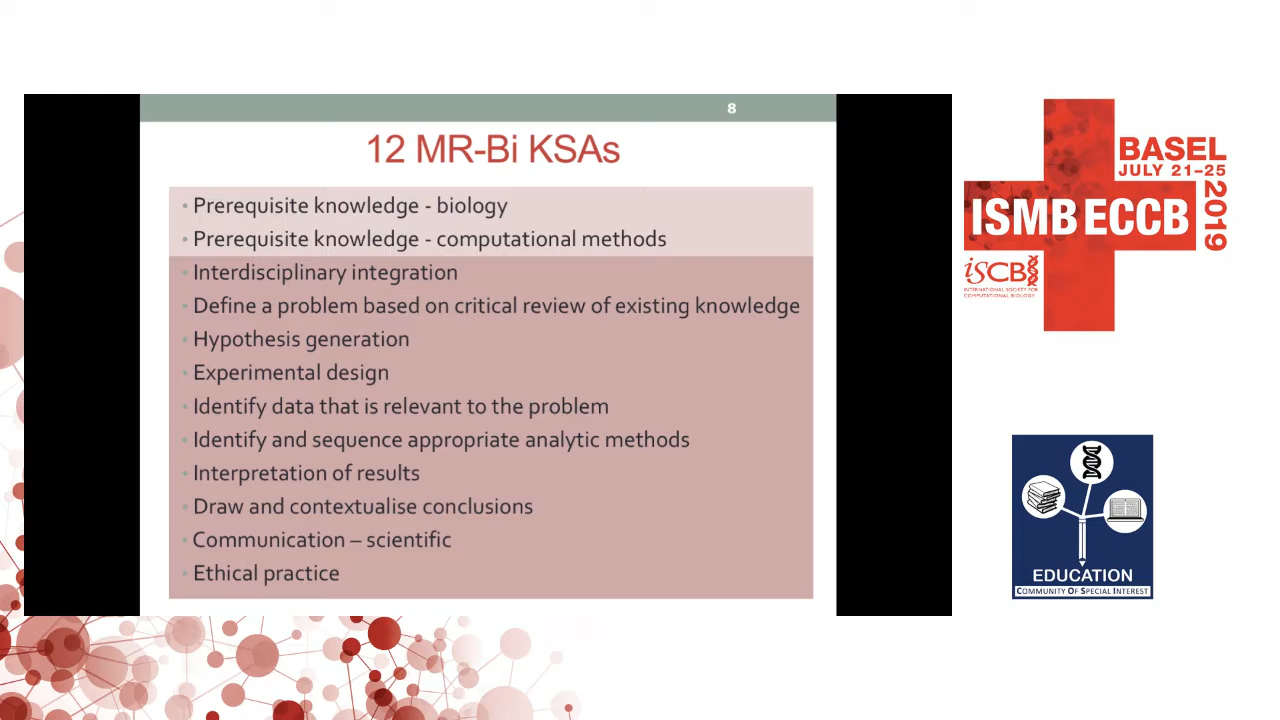 8
12 MR-Bi KSAs
• Prerequisite knowledge - biology
• Prerequisite knowledge - computational methods
• Interdisciplinary integration
• Define a problem based on critical review of existing knowledge
• Hypothesis generation
• Experimental design
• Identify data that is relevant to the problem
• Identify and sequence appropriate analytic methods
• Interpretation of results
• Draw and contextualise conclusions
• Communication – scientific
• Ethical practice
BASEL
JULY 21–25
2019
ISMB ECCB
iSCB
INTERNATIONAL SOCIETY FOR
COMPUTATIONAL BIOLOGY
EDUCATION
COMMUNITY OF SPECIAL INTEREST